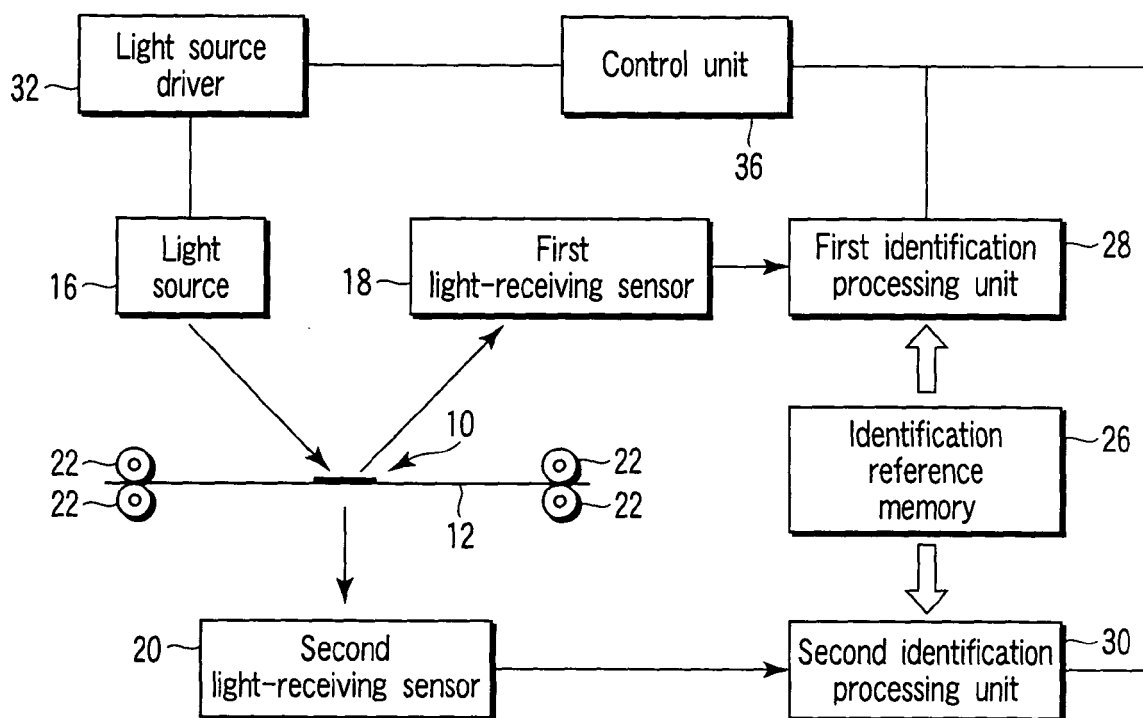 Light source
driver
32
Control unit
36
Light
source
16
First
light-receiving sensor
18
First identification
processing unit
28
10
22
22
22
22
12
Identification
reference
memory
26
Second
light-receiving sensor
20
Second identification
processing unit
30